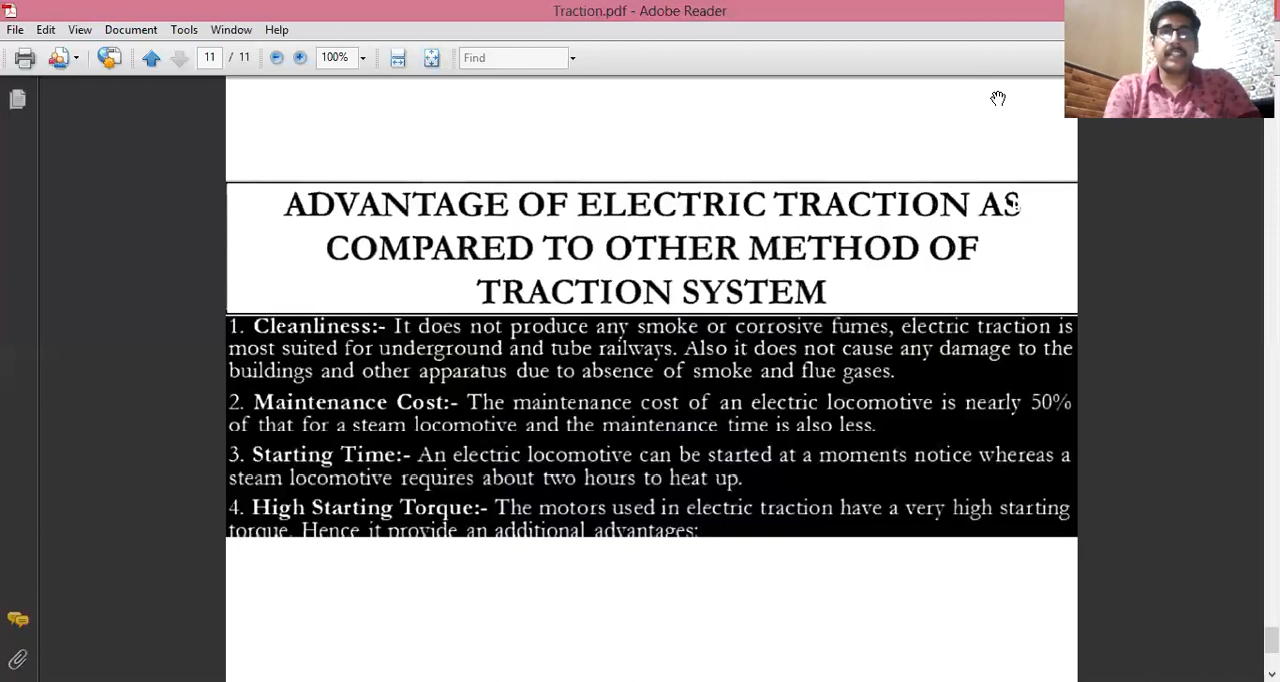 Traction.pdf - Adobe Reader
File Edit View Document Tools Window Help
11 / 11 100% Find
ADVANTAGE OF ELECTRIC TRACTION AS
COMPARED TO OTHER METHOD OF
TRACTION SYSTEM
1. Cleanliness:- It does not produce any smoke or corrosive fumes, electric traction is
most suited for underground and tube railways. Also it does not cause any damage to the
buildings and other apparatus due to absence of smoke and flue gases.
2. Maintenance Cost:- The maintenance cost of an electric locomotive is nearly 50%
of that for a steam locomotive and the maintenance time is also less.
3. Starting Time:- An electric locomotive can be started at a moments notice whereas a
steam locomotive requires about two hours to heat up.
4. High Starting Torque:- The motors used in electric traction have a very high starting
torque. Hence it provide an additional advantages: